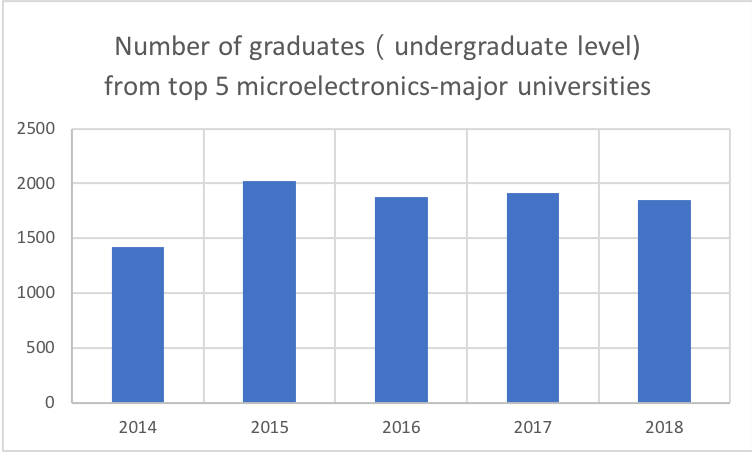 Number of graduates ( undergraduate level)
from top 5 microelectronics-major universities
2500
2000
1500
1000
500
0
2014 2015 2016 2017 2018